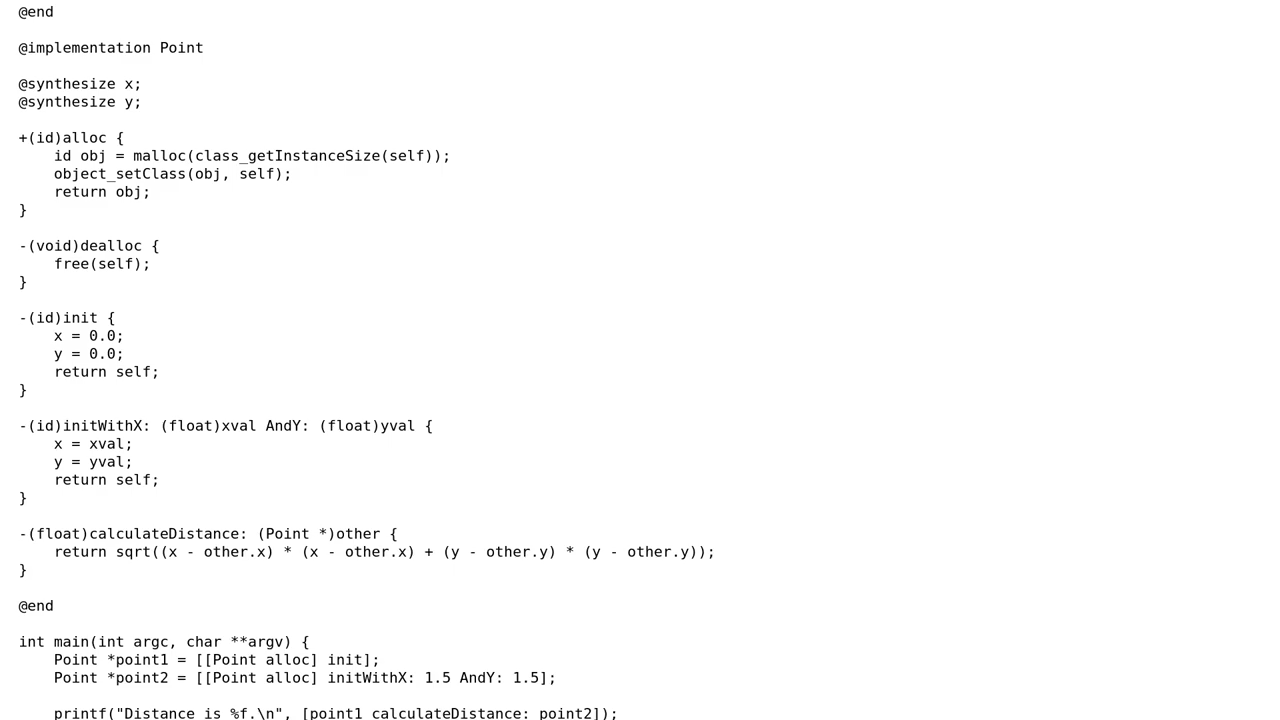 @end
@implementation Point
@synthesize x;
@synthesize y;
+(id)alloc {
    id obj = malloc(class_getInstanceSize(self));
    object_setClass(obj, self);
    return obj;
}
-(void)dealloc {
    free(self);
}
-(id)init {
    x = 0.0;
    y = 0.0;
    return self;
}
-(id)initWithX: (float)xval AndY: (float)yval {
    x = xval;
    y = yval;
    return self;
}
-(float)calculateDistance: (Point *)other {
    return sqrt((x - other.x) * (x - other.x) + (y - other.y) * (y - other.y));
}
@end
int main(int argc, char **argv) {
    Point *point1 = [[Point alloc] init];
    Point *point2 = [[Point alloc] initWithX: 1.5 AndY: 1.5];
    printf("Distance is %f.\n", [point1 calculateDistance: point2]);